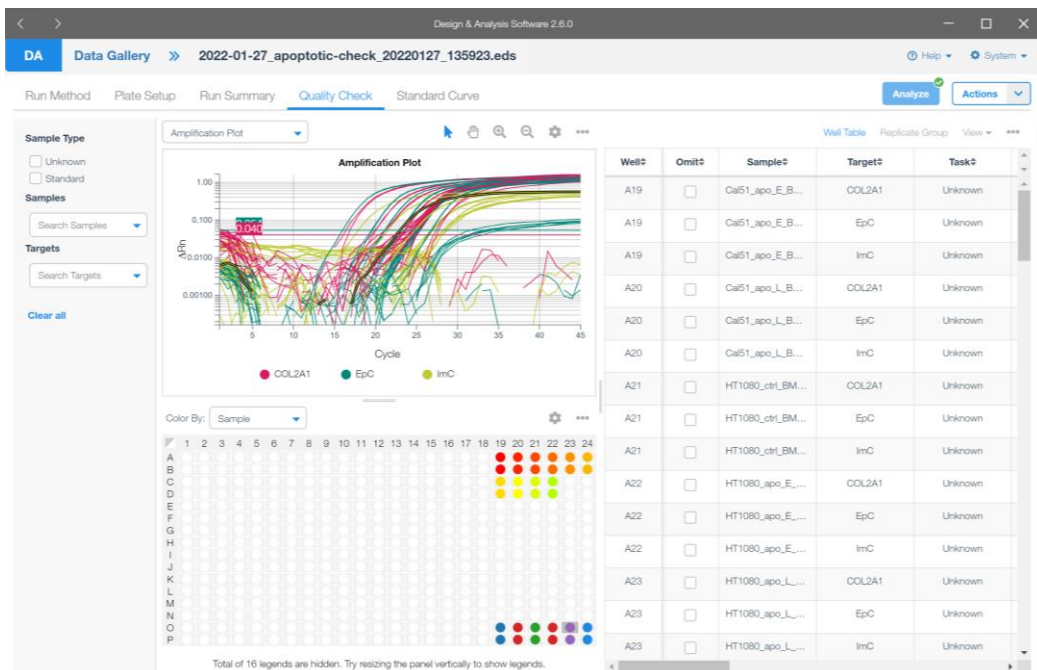 Design & Analysis Software 2.6.0
DA Data Gallery » 2022-01-27_apoptotic-check_20220127_135923.eds Help System
Run Method Plate Setup Run Summary Quality Check Standard Curve Analyze Actions
Sample Type
Unknown
Standard
Samples
Search Samples
Targets
Search Targets
Clear all
Amplification Plot
Amplification Plot
1.00
0.100
0.0100
0.00100
ΔRn
0.040
5 10 15 20 25 30 35 40 45
Cycle
COL2A1 EpC ImC
Color By: Sample
1 2 3 4 5 6 7 8 9 10 11 12 13 14 15 16 17 18 19 20 21 22 23 24
A
B
C
D
E
F
G
H
I
J
K
L
M
N
O
P
Total of 16 legends are hidden. Try resizing the panel vertically to show legends.
Well Table Replicate Group View
Well Omit Sample Target Task
A19 Cal51_apo_E_B... COL2A1 Unknown
A19 Cal51_apo_E_B... EpC Unknown
A19 Cal51_apo_E_B... ImC Unknown
A20 Cal51_apo_L_B... COL2A1 Unknown
A20 Cal51_apo_L_B... EpC Unknown
A20 Cal51_apo_L_B... ImC Unknown
A21 HT1080_ctrl_BM... COL2A1 Unknown
A21 HT1080_ctrl_BM... EpC Unknown
A21 HT1080_ctrl_BM... ImC Unknown
A22 HT1080_apo_E_... COL2A1 Unknown
A22 HT1080_apo_E_... EpC Unknown
A22 HT1080_apo_E_... ImC Unknown
A23 HT1080_apo_L_... COL2A1 Unknown
A23 HT1080_apo_L_... EpC Unknown
A23 HT1080_apo_L_... ImC Unknown